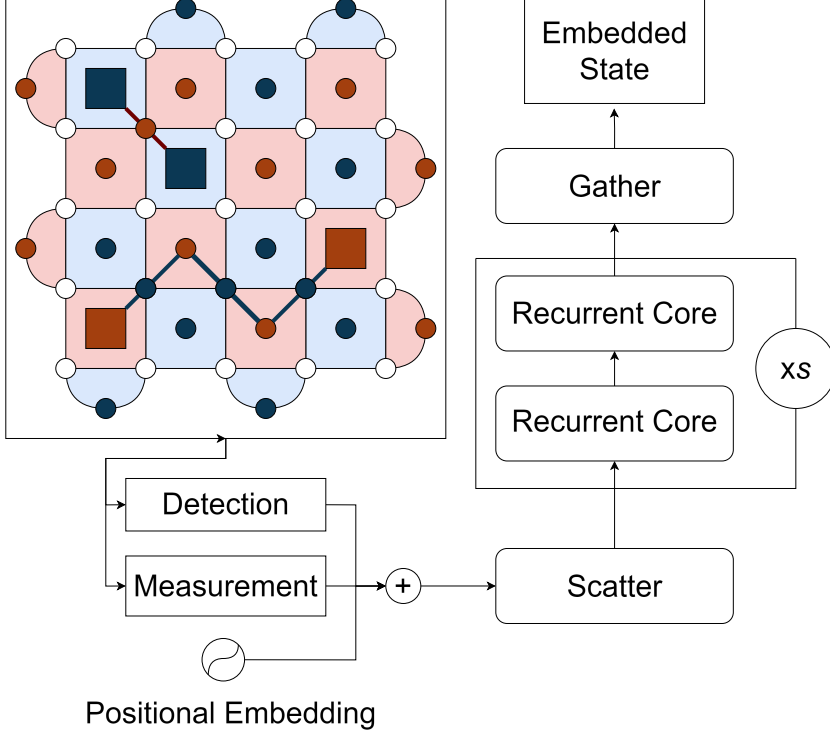 Embedded
State
Gather
Recurrent Core
xs
Recurrent Core
Detection
Measurement
+
Scatter
Positional Embedding